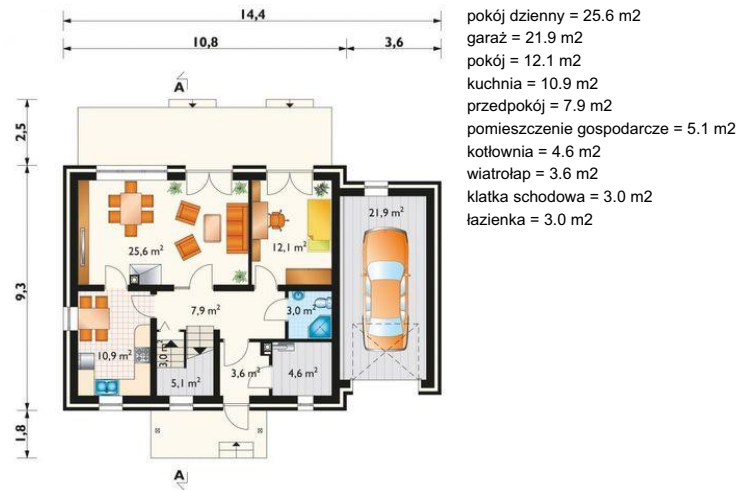 14,4
10,8 3,6
A
2,5
9,3
1,8
25,6 m²
12,1 m²
21,9 m²
7,9 m²
3,0 m²
10,9 m²
3,0 m²
5,1 m²
3,6 m²
4,6 m²
A
pokój dzienny = 25.6 m2
garaż = 21.9 m2
pokój = 12.1 m2
kuchnia = 10.9 m2
przedpokój = 7.9 m2
pomieszczenie gospodarcze = 5.1 m2
kotłownia = 4.6 m2
wiatrołap = 3.6 m2
klatka schodowa = 3.0 m2
łazienka = 3.0 m2